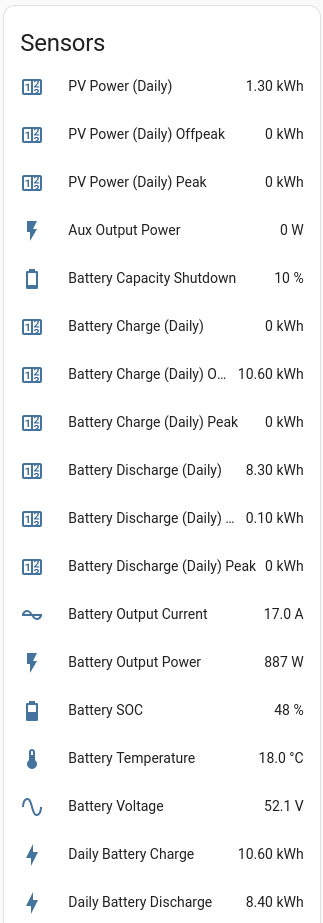 Sensors
PV Power (Daily) 1.30 kWh
PV Power (Daily) Offpeak 0 kWh
PV Power (Daily) Peak 0 kWh
Aux Output Power 0 W
Battery Capacity Shutdown 10 %
Battery Charge (Daily) 0 kWh
Battery Charge (Daily) O... 10.60 kWh
Battery Charge (Daily) Peak 0 kWh
Battery Discharge (Daily) 8.30 kWh
Battery Discharge (Daily) ... 0.10 kWh
Battery Discharge (Daily) Peak 0 kWh
Battery Output Current 17.0 A
Battery Output Power 887 W
Battery SOC 48 %
Battery Temperature 18.0 °C
Battery Voltage 52.1 V
Daily Battery Charge 10.60 kWh
Daily Battery Discharge 8.40 kWh